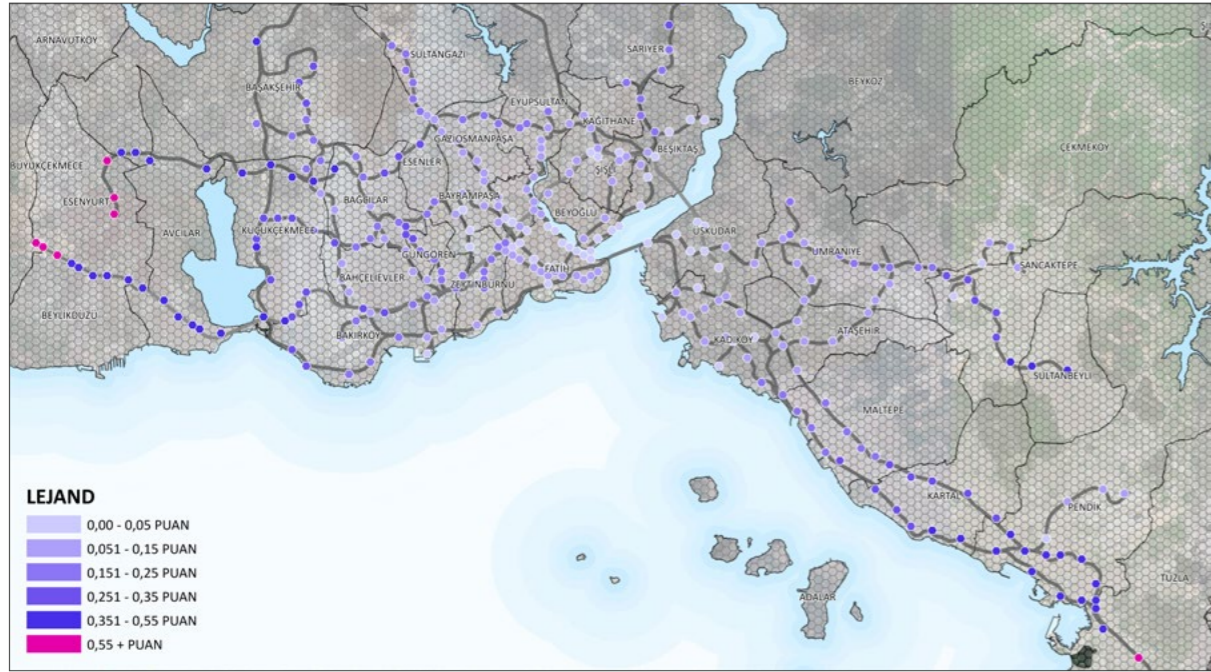 ARNAVUTKÖY
SULTANGAZİ
SARIYER
BEYKOZ
BAŞAKŞEHİR
EYÜPSULTAN
KAĞITHANE
ÇEKMEKÖY
GAZİOSMANPAŞA
BEŞİKTAŞ
BÜYÜKÇEKMECE
ESENLER
ŞİŞLİ
ESENYURT
BAĞCILAR
BAYRAMPAŞA
BEYOĞLU
AVCILAR
KÜÇÜKÇEKMECE
ÜSKÜDAR
ÜMRANİYE
GÜNGÖREN
SANCAKTEPE
BAHÇELİEVLER
FATİH
ZEYTİNBURNU
BEYLİKDÜZÜ
BAKIRKÖY
KADIKÖY
ATAŞEHİR
SULTANBEYLİ
MALTEPE
KARTAL
PENDİK
TUZLA
ADALAR
LEJAND
0,00 - 0,05 PUAN
0,051 - 0,15 PUAN
0,151 - 0,25 PUAN
0,251 - 0,35 PUAN
0,351 - 0,55 PUAN
0,55 + PUAN